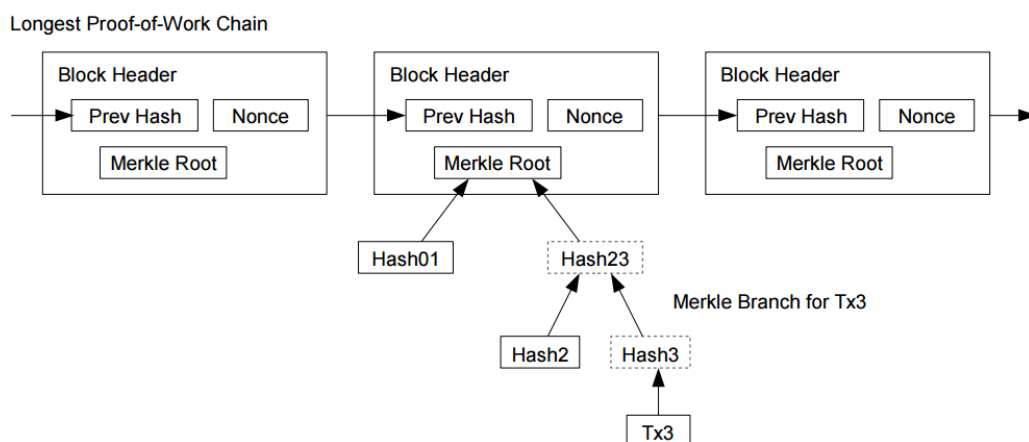 Longest Proof-of-Work Chain
Block Header
Block Header
Block Header
Prev Hash
Nonce
Prev Hash
Nonce
Prev Hash
Nonce
Merkle Root
Merkle Root
Merkle Root
Hash01
Hash23
Merkle Branch for Tx3
Hash2
Hash3
Tx3